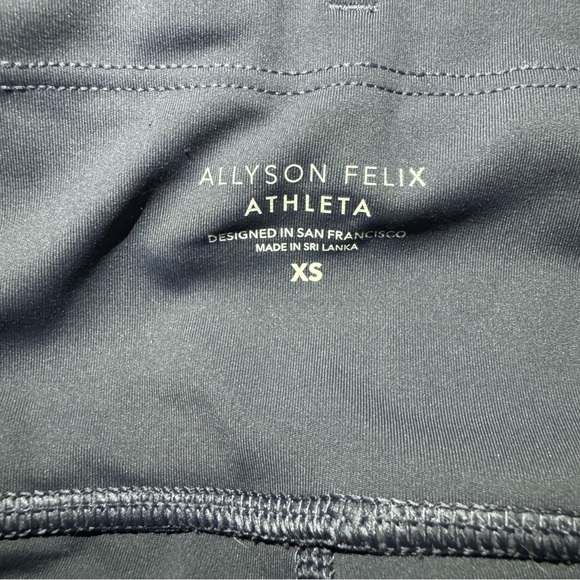 ALLYSON FELIX
ATHLETA
DESIGNED IN SAN FRANCISCO
MADE IN SRI LANKA
XS